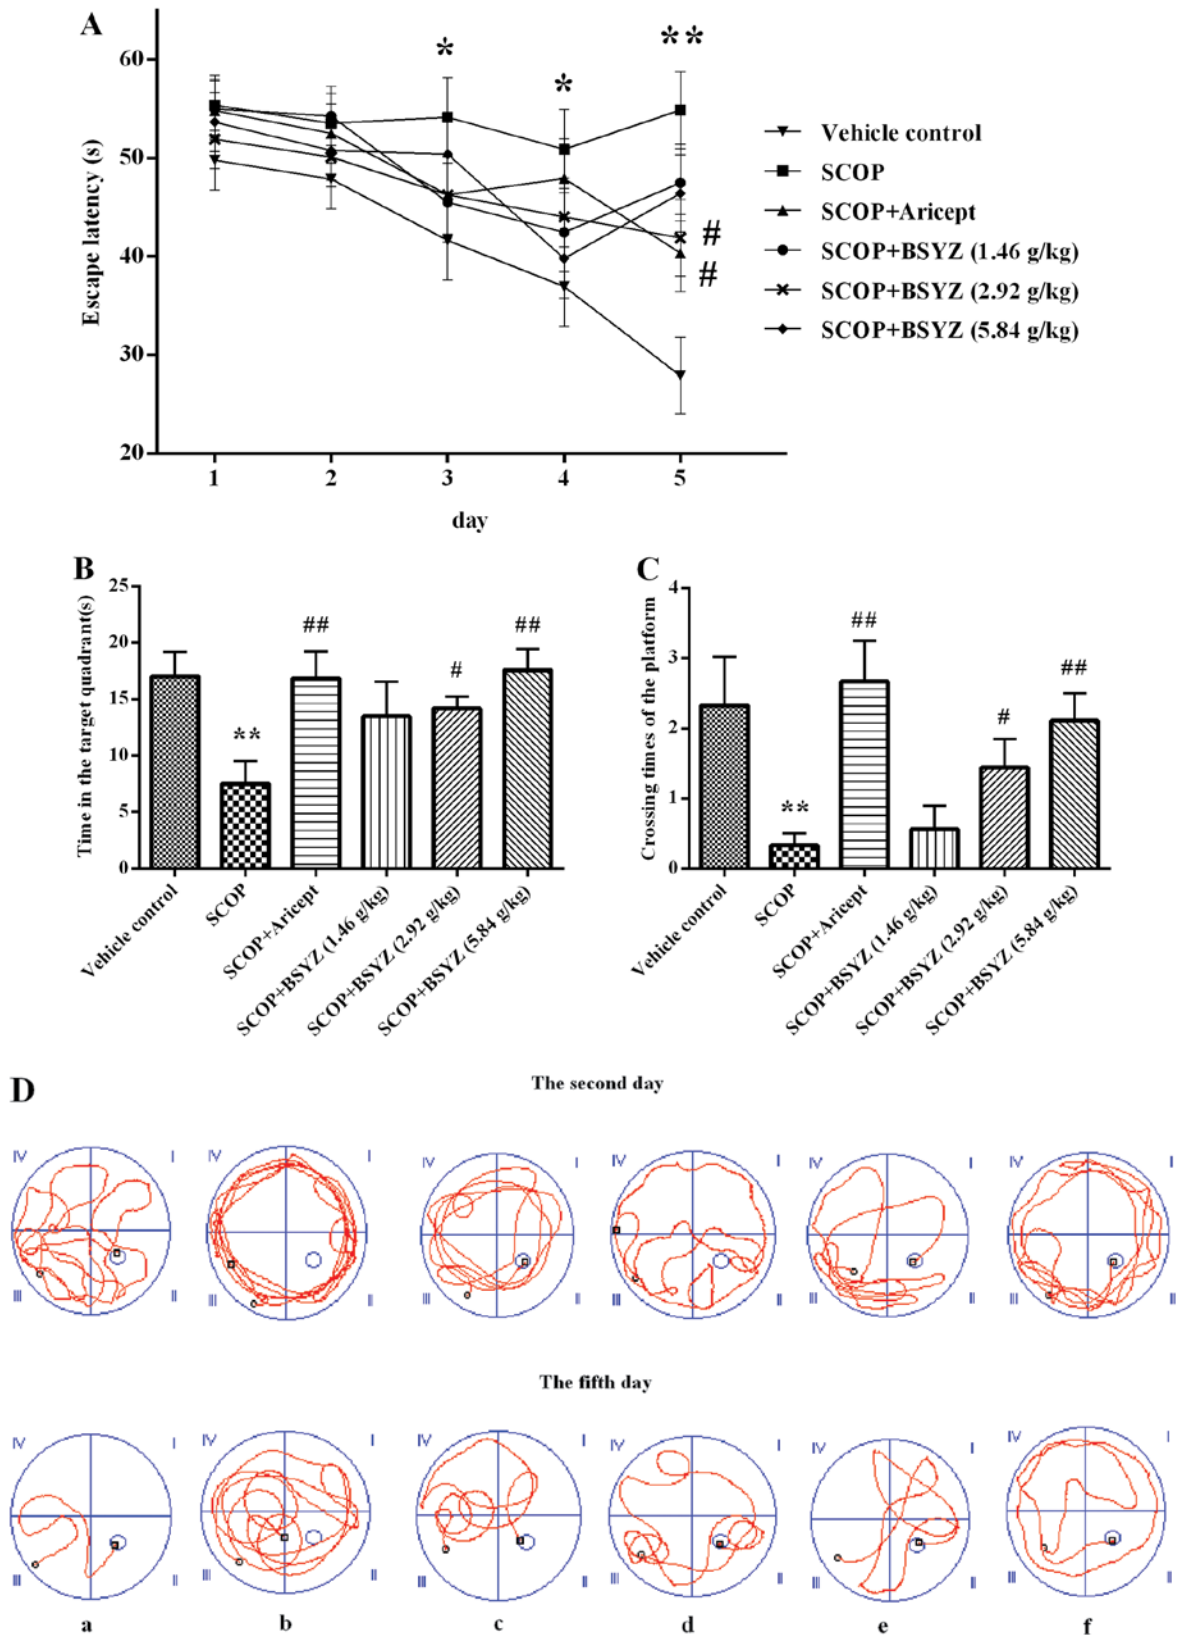 A
60
50
40
30
20
Escape latency (s)
1 2 3 4 5
day
* * **
#
#
Vehicle control
SCOP
SCOP+Aricept
SCOP+BSYZ (1.46 g/kg)
SCOP+BSYZ (2.92 g/kg)
SCOP+BSYZ (5.84 g/kg)
B
25
20
15
10
5
0
Time in the target quadrant(s)
** ## # ##
Vehicle control
SCOP
SCOP+Aricept
SCOP+BSYZ (1.46 g/kg)
SCOP+BSYZ (2.92 g/kg)
SCOP+BSYZ (5.84 g/kg)
C
4
3
2
1
0
Crossing times of the platform
** ## # ##
Vehicle control
SCOP
SCOP+Aricept
SCOP+BSYZ (1.46 g/kg)
SCOP+BSYZ (2.92 g/kg)
SCOP+BSYZ (5.84 g/kg)
D
The second day
IV I IV I IV I IV I IV I IV I
III II III II III II III II III II III II
The fifth day
IV I IV I IV I IV I IV I IV I
III II III II III II III II III II III II
a b c d e f